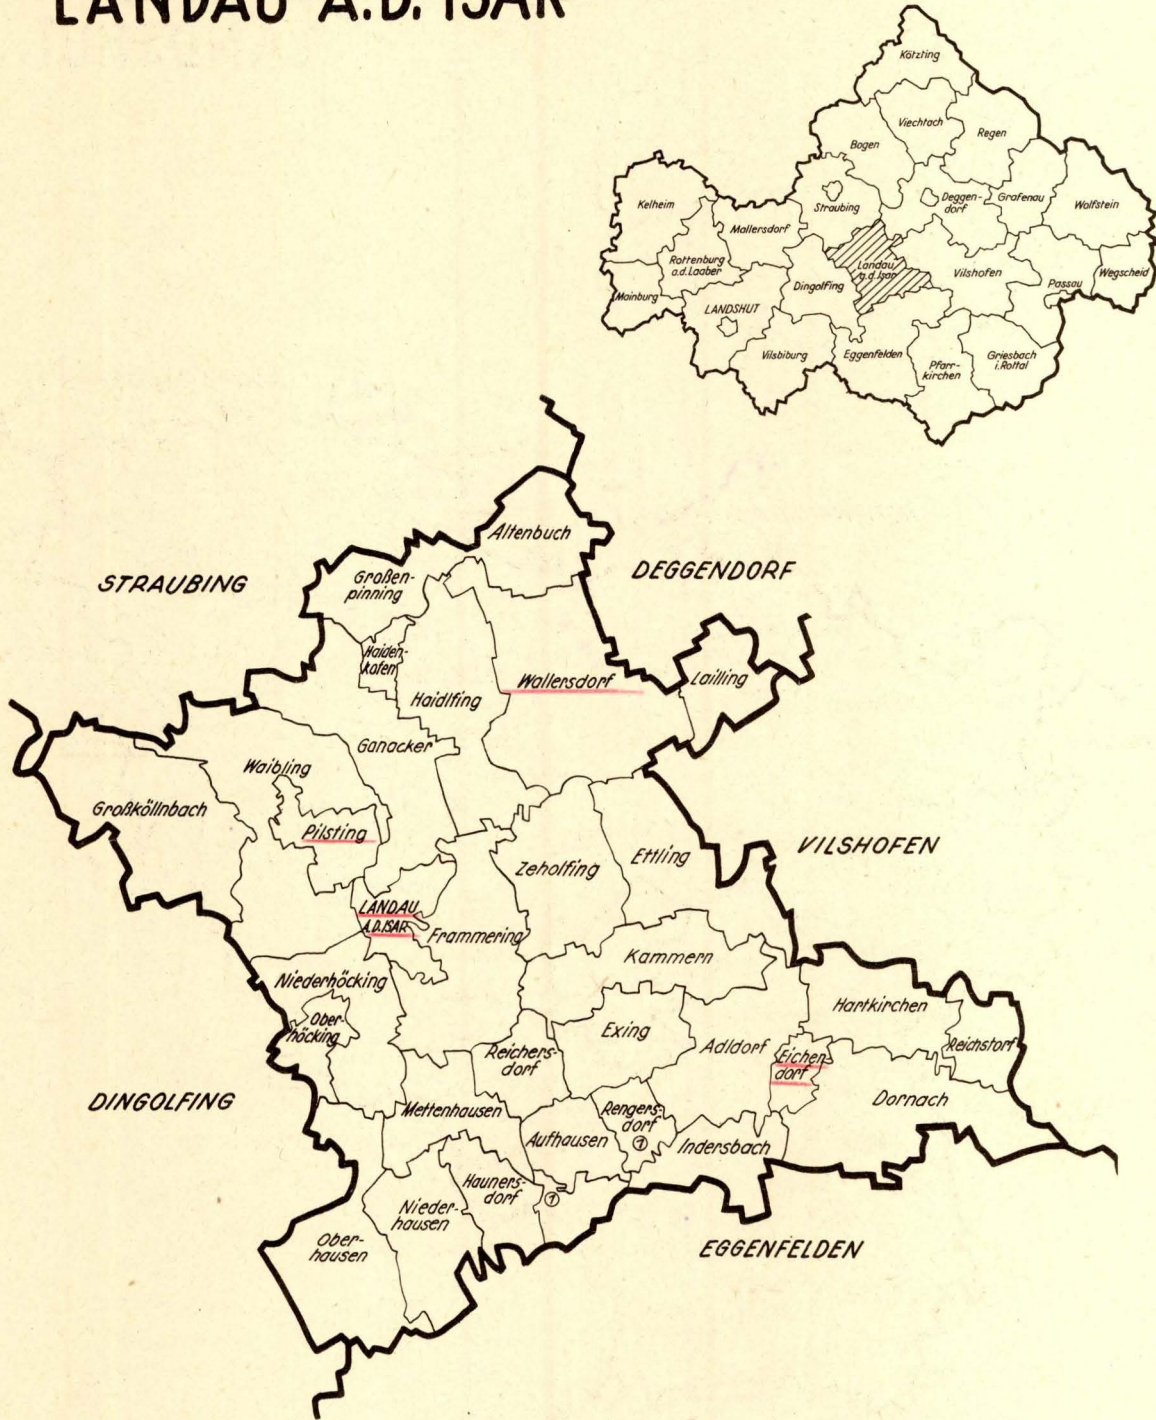 LANDAU A.D. ISAR
Kötzting
Viechtach
Regen
Bogen
Kelheim
Straubing
Deggen-
dorf
Grafenau
Wolfstein
Mallersdorf
Rottenburg
a.d.Laaber
Landau
a.d.Isar
Vilshofen
Wegscheid
Mainburg
Dingolfing
Passau
LANDSHUT
Vilsbiburg
Eggenfelden
Pfarr-
kirchen
Griesbach
i.Rottal
Altenbuch
STRAUBING
DEGGENDORF
Großen-
pinning
Haiden-
kofen
Haidlfing
Wallersdorf
Lailling
Ganacker
Waibling
Großköllnbach
Pilsting
VILSHOFEN
Zeholfing
Ettling
LANDAU
A.D.ISAR
Frammering
Kammern
Niederhöcking
Ober-
höcking
Hartkirchen
Exing
Adldorf
Reichstorf
Reichers-
dorf
Eichen
dorf
DINGOLFING
Mettenhausen
Dornach
Rengers-
dorf
1
Aufhausen
Indersbach
Hauners-
dorf
1
Nieder-
hausen
Ober-
hausen
EGGENFELDEN